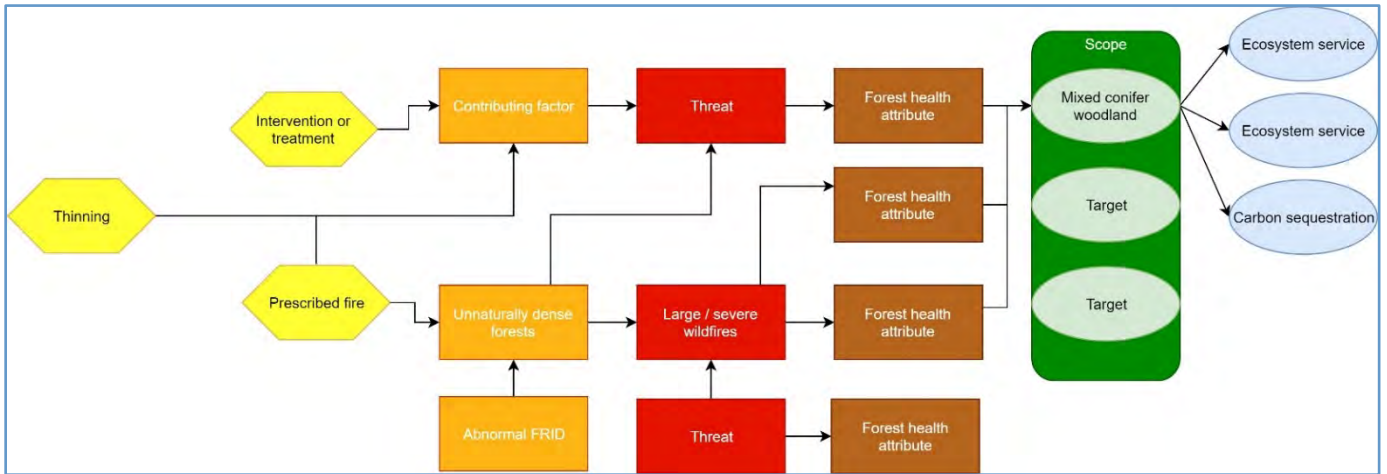 Scope
Ecosystem service
Contributing factor
Threat
Forest health
attribute
Mixed conifer
woodland
Intervention or
treatment
Ecosystem service
Forest health
attribute
Thinning
Target
Carbon sequestration
Prescribed fire
Unnaturally dense
forests
Large / severe
wildfires
Forest health
attribute
Target
Abnormal FRID
Threat
Forest health
attribute